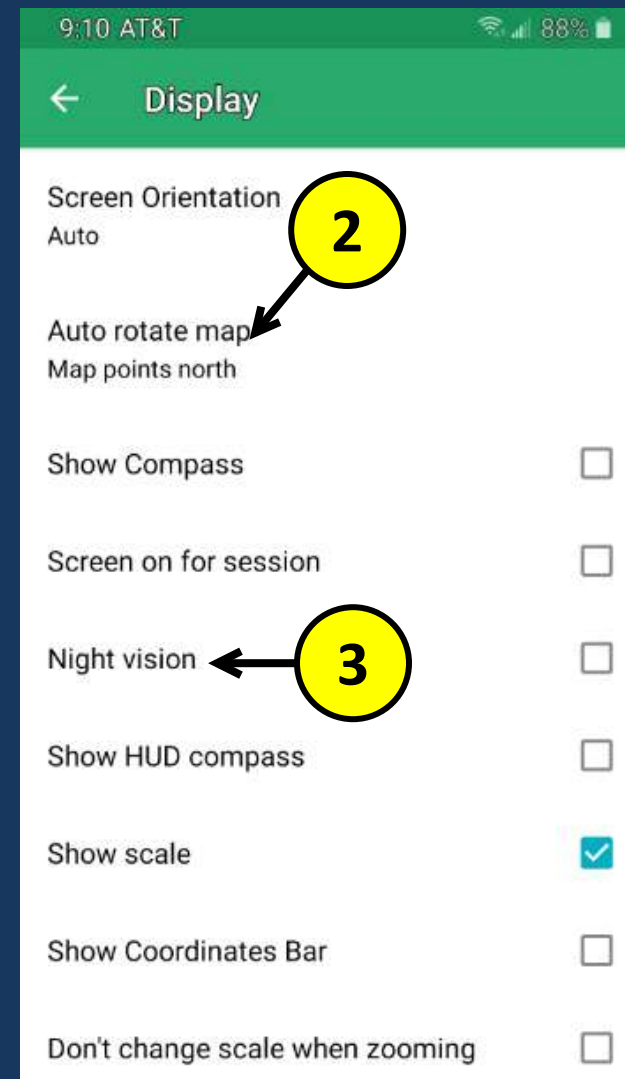 9:10 AT&T 88%
Display
Screen Orientation
Auto
2
Auto rotate map
Map points north
Show Compass
Screen on for session
Night vision
3
Show HUD compass
Show scale
Show Coordinates Bar
Don't change scale when zooming